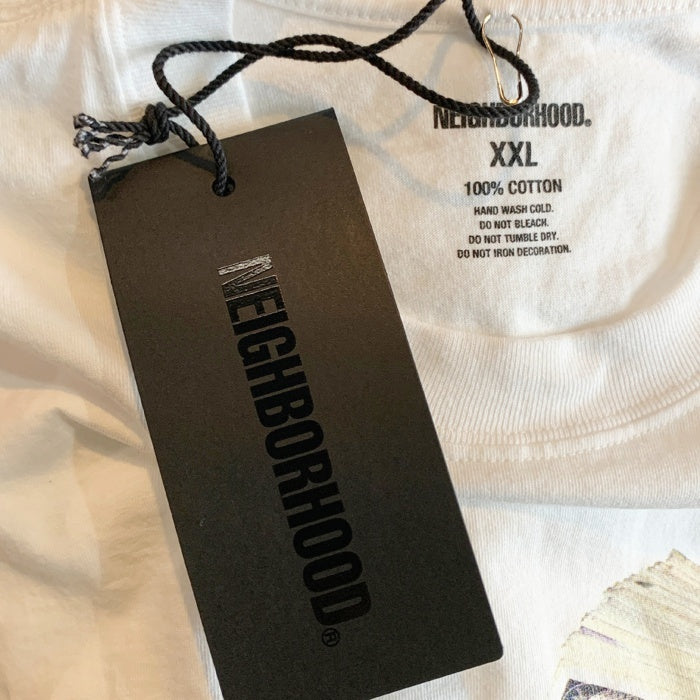 NEIGHBORHOOD®
XXL
100% COTTON
HAND WASH COLD.
DO NOT BLEACH.
DO NOT TUMBLE DRY.
DO NOT IRON DECORATION.
NEIGHBORHOOD®